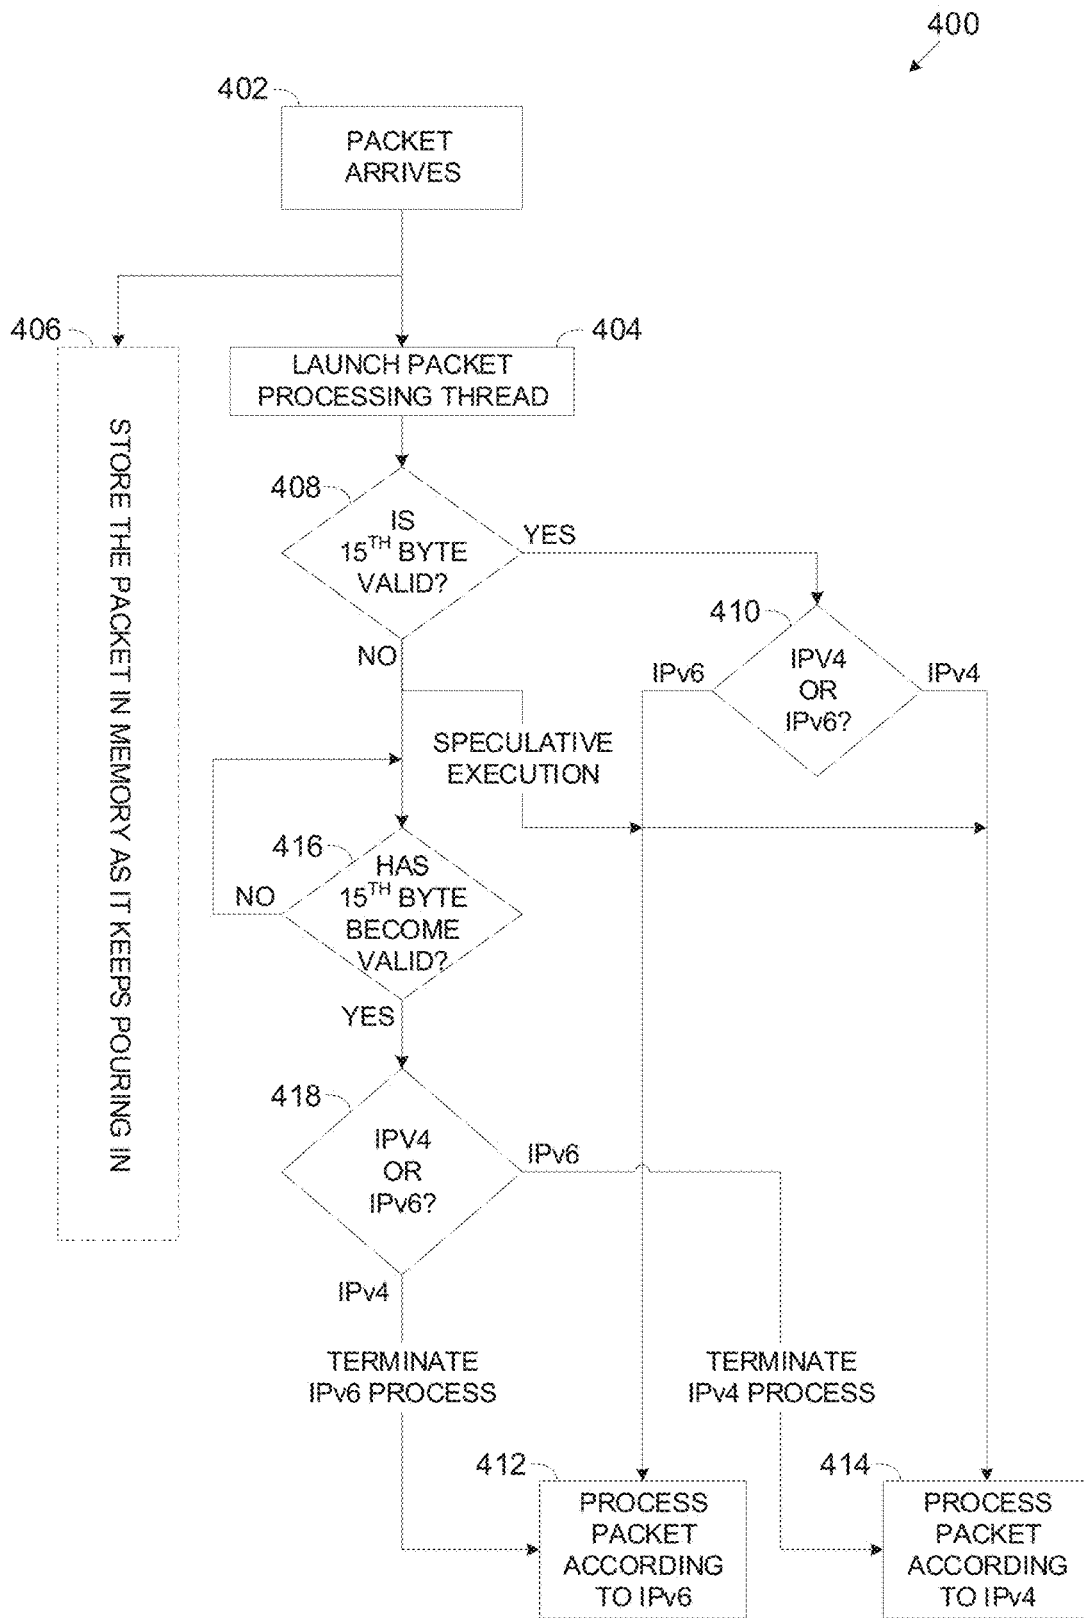 400
402
PACKET
ARRIVES
406
404
LAUNCH PACKET
PROCESSING THREAD
STORE THE PACKET IN MEMORY AS IT KEEPS POURING IN
408
IS
15TH BYTE
VALID?
YES
NO
410
IPV4
OR
IPv6?
IPv6
IPv4
SPECULATIVE
EXECUTION
416
HAS
15TH BYTE
BECOME
VALID?
NO
YES
418
IPV4
OR
IPv6?
IPv6
IPv4
TERMINATE
IPv6 PROCESS
TERMINATE
IPv4 PROCESS
412
PROCESS
PACKET
ACCORDING
TO IPv6
414
PROCESS
PACKET
ACCORDING
TO IPv4